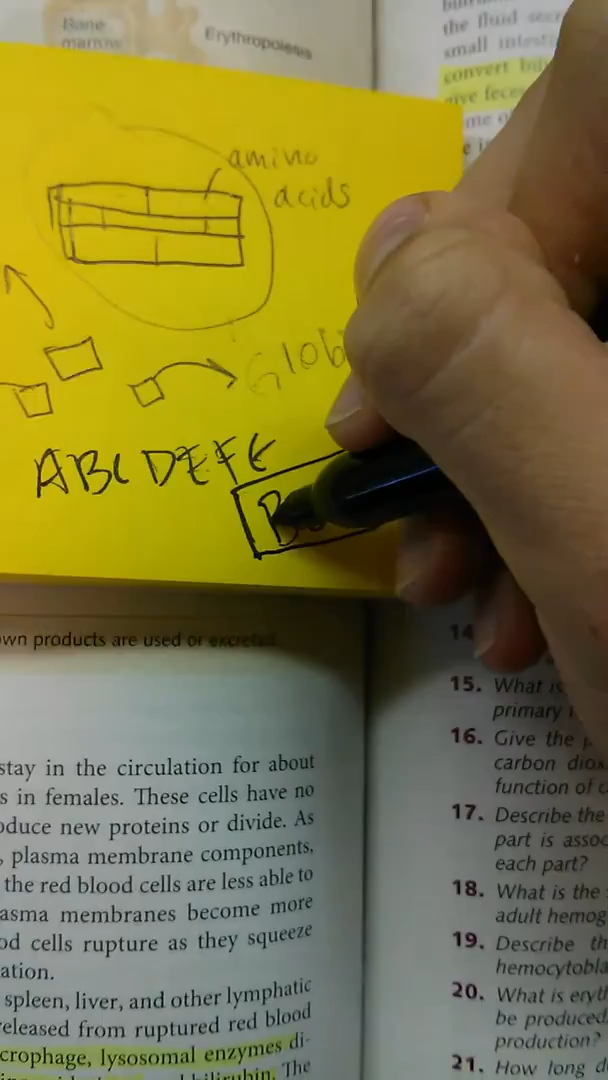 Bone
marrow
Erythropoiesis
the fluid
small
convert
give feces
amino
acids
Glob
ABCDEFG
B
own products are used or excreted.
stay in the circulation for about
s in females. These cells have no
oduce new proteins or divide. As
, plasma membrane components,
the red blood cells are less able to
asma membranes become more
od cells rupture as they squeeze
ation.
spleen, liver, and other lymphatic
released from ruptured red blood
crophage, lysosomal enzymes di-
bilirubin. The
14
15. What is
primary
16. Give the
carbon diox
function of
17. Describe the
part is assoc
each part?
18. What is the
adult hemog
19. Describe th
hemocytobla
20. What is eryt
be produced
production?
21. How long d